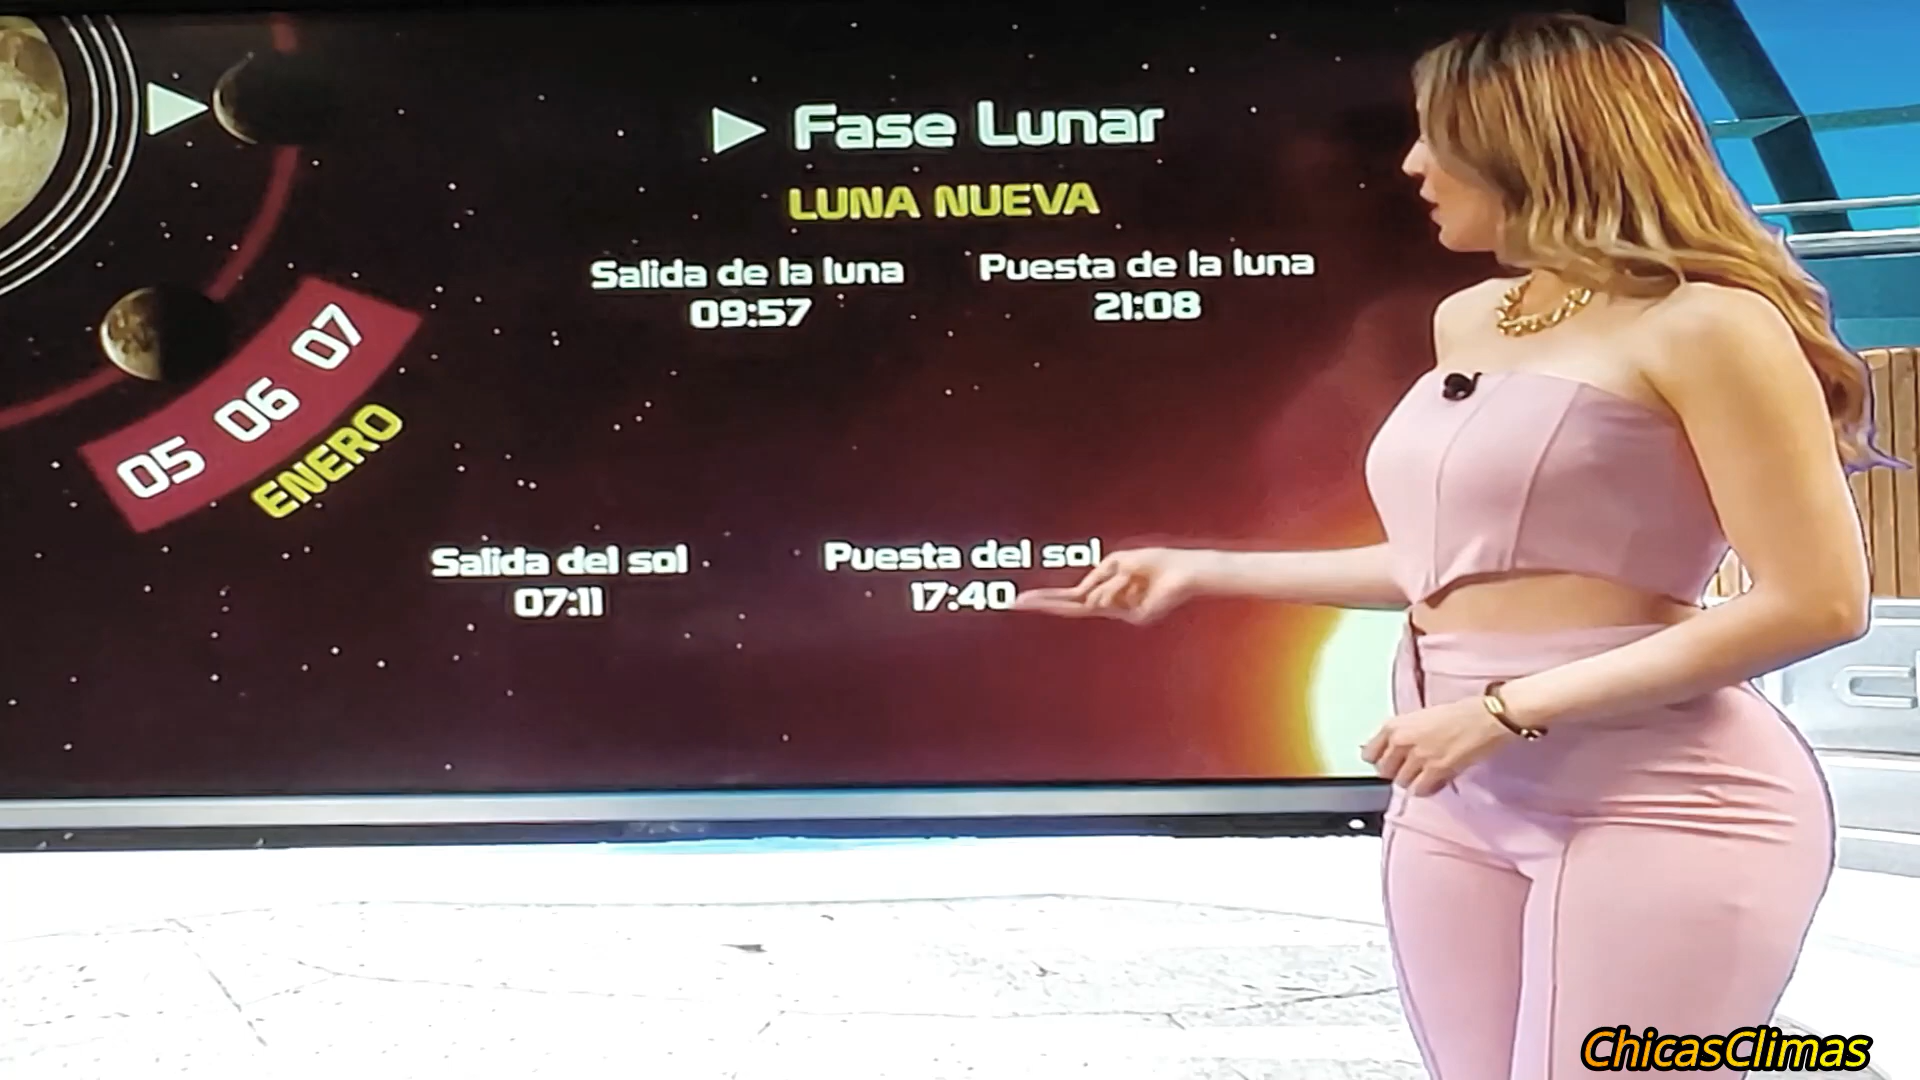 Fase Lunar
LUNA NUEVA
Salida de la luna
09:57
Puesta de la luna
21:08
05 06 07
ENERO
Salida del sol
07:11
Puesta del sol
17:40
ChicasClimas